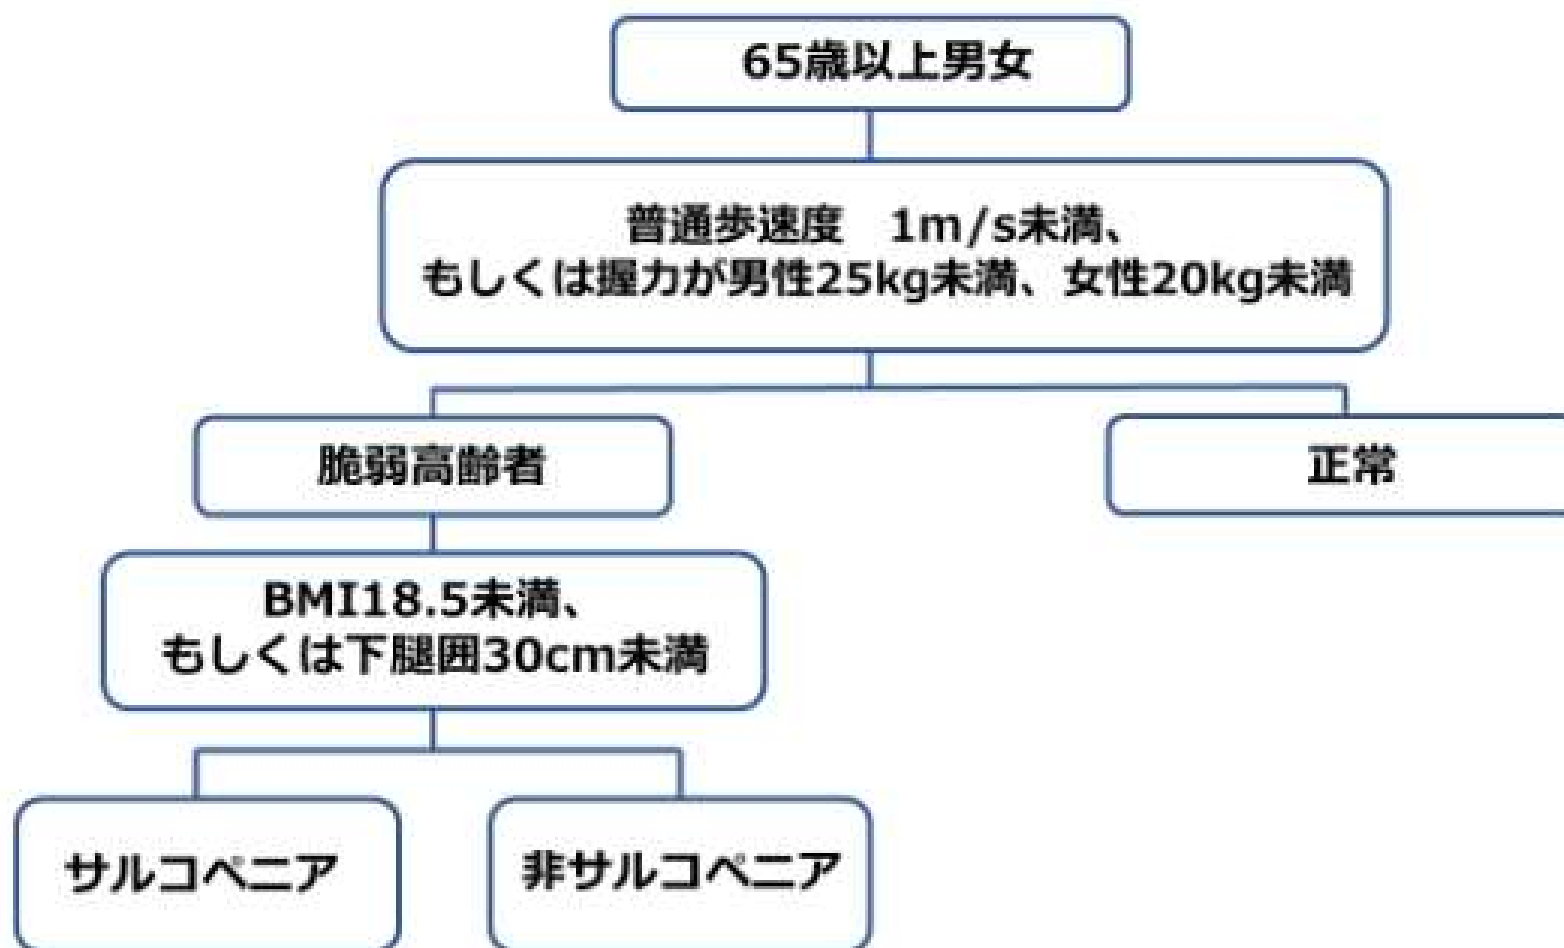 65歳以上男女
普通歩速度　1m/s未満、
もしくは握力が男性25kg未満、女性20kg未満
脆弱高齢者
正常
BMI18.5未満、
もしくは下腿囲30cm未満
サルコペニア
非サルコペニア